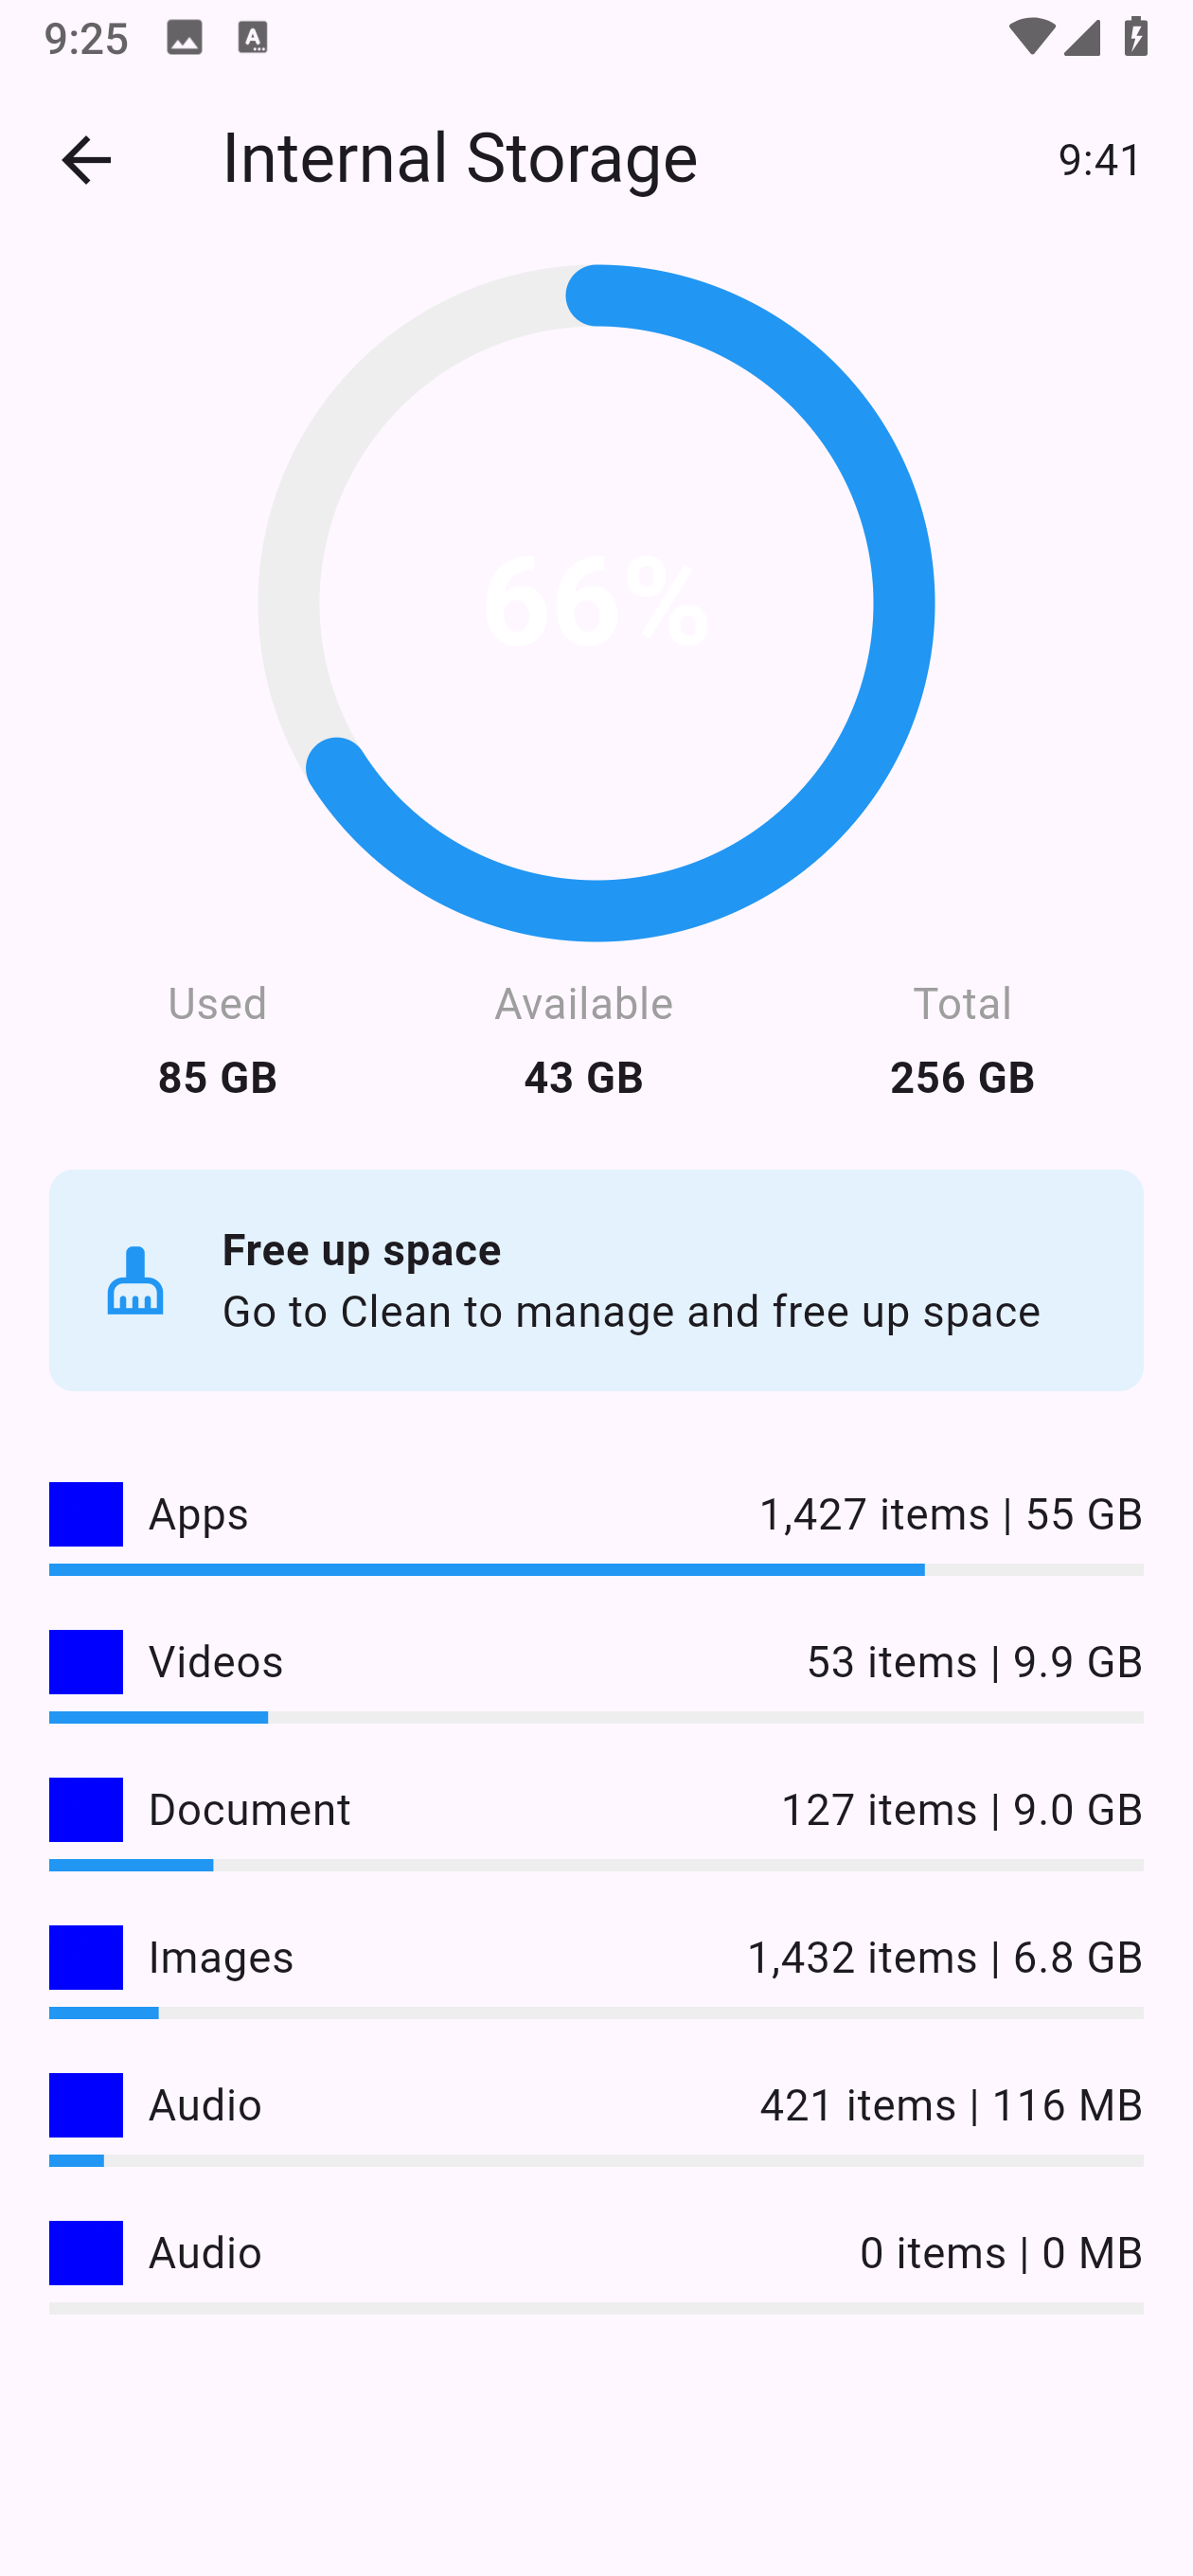 9:25
Internal Storage
9:41
66%
Used
Available
Total
85 GB
43 GB
256 GB
Free up space
Go to Clean to manage and free up space
Apps
1,427 items | 55 GB
Videos
53 items | 9.9 GB
Document
127 items | 9.0 GB
Images
1,432 items | 6.8 GB
Audio
421 items | 116 MB
Audio
0 items | 0 MB